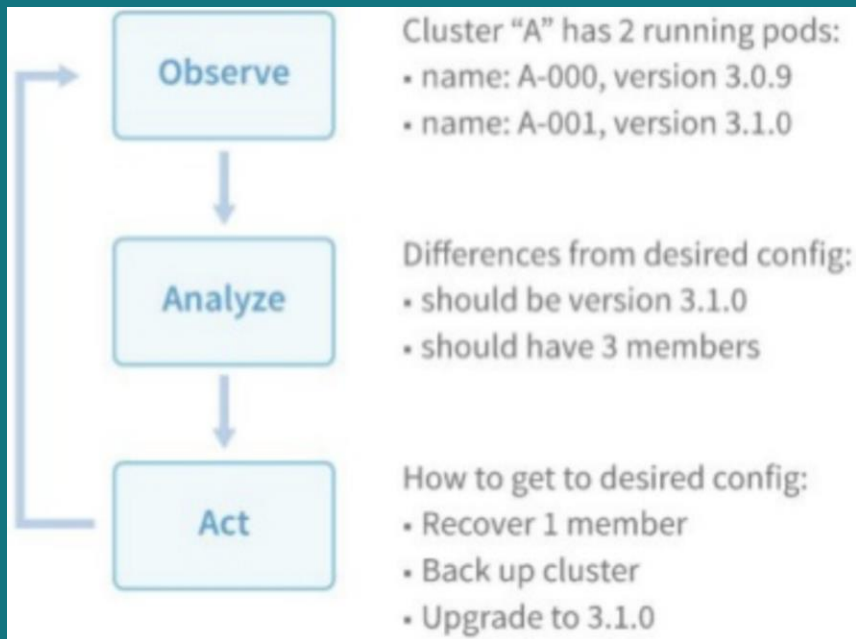 Observe
Cluster “A” has 2 running pods:
• name: A-000, version 3.0.9
• name: A-001, version 3.1.0
Analyze
Differences from desired config:
• should be version 3.1.0
• should have 3 members
Act
How to get to desired config:
• Recover 1 member
• Back up cluster
• Upgrade to 3.1.0